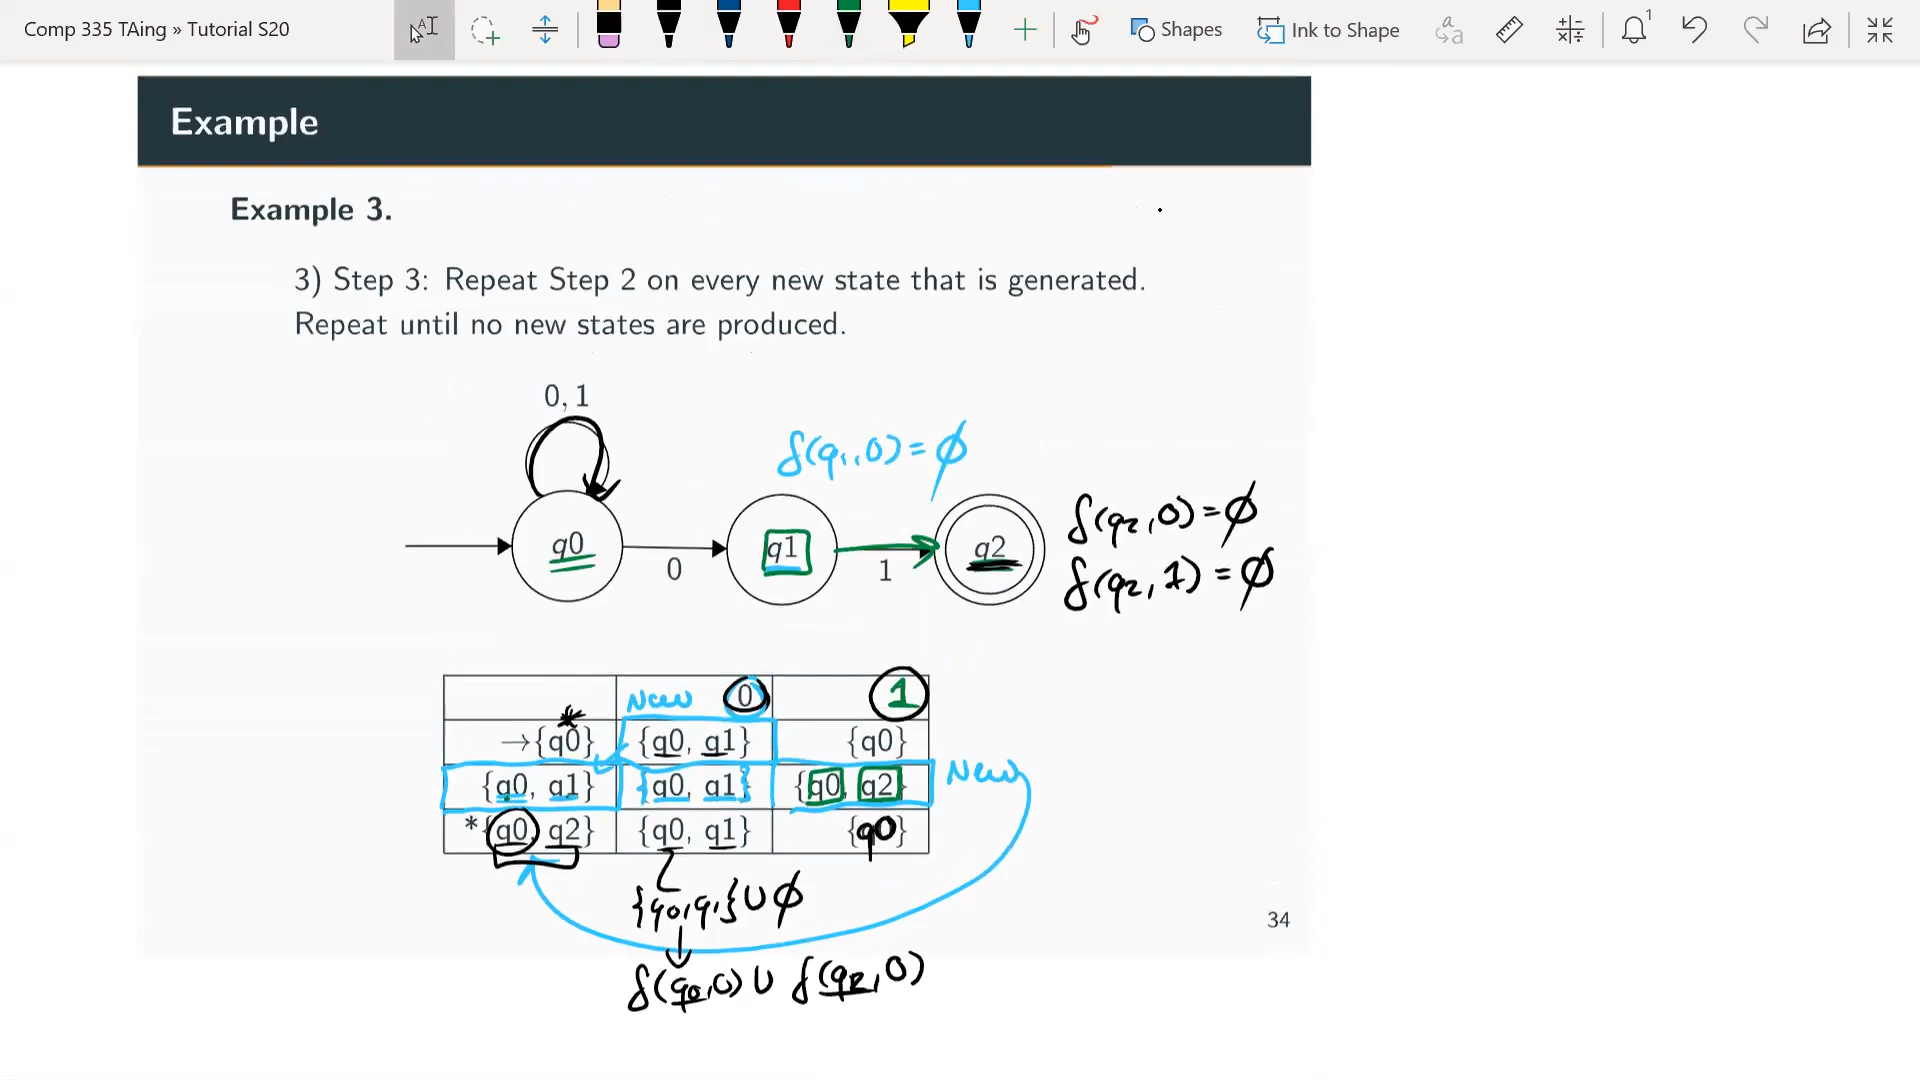 Comp 335 TAing » Tutorial S20
Shapes
Ink to Shape
1
Example
Example 3.
3) Step 3: Repeat Step 2 on every new state that is generated.
Repeat until no new states are produced.
0, 1
δ(q1,0)=ϕ
q0
0
q1
1
q2
δ(q2,0)=ϕ
δ(q2,1)=ϕ
New 0 1
*
→{q0} {q0, q1} {q0}
{q0, q1} {q0, q1} {q0, q2} New
*{q0, q2} {q0, q1} {q0}
{q0,q1}∪ϕ
δ(q0,0)∪δ(q2,0)
34